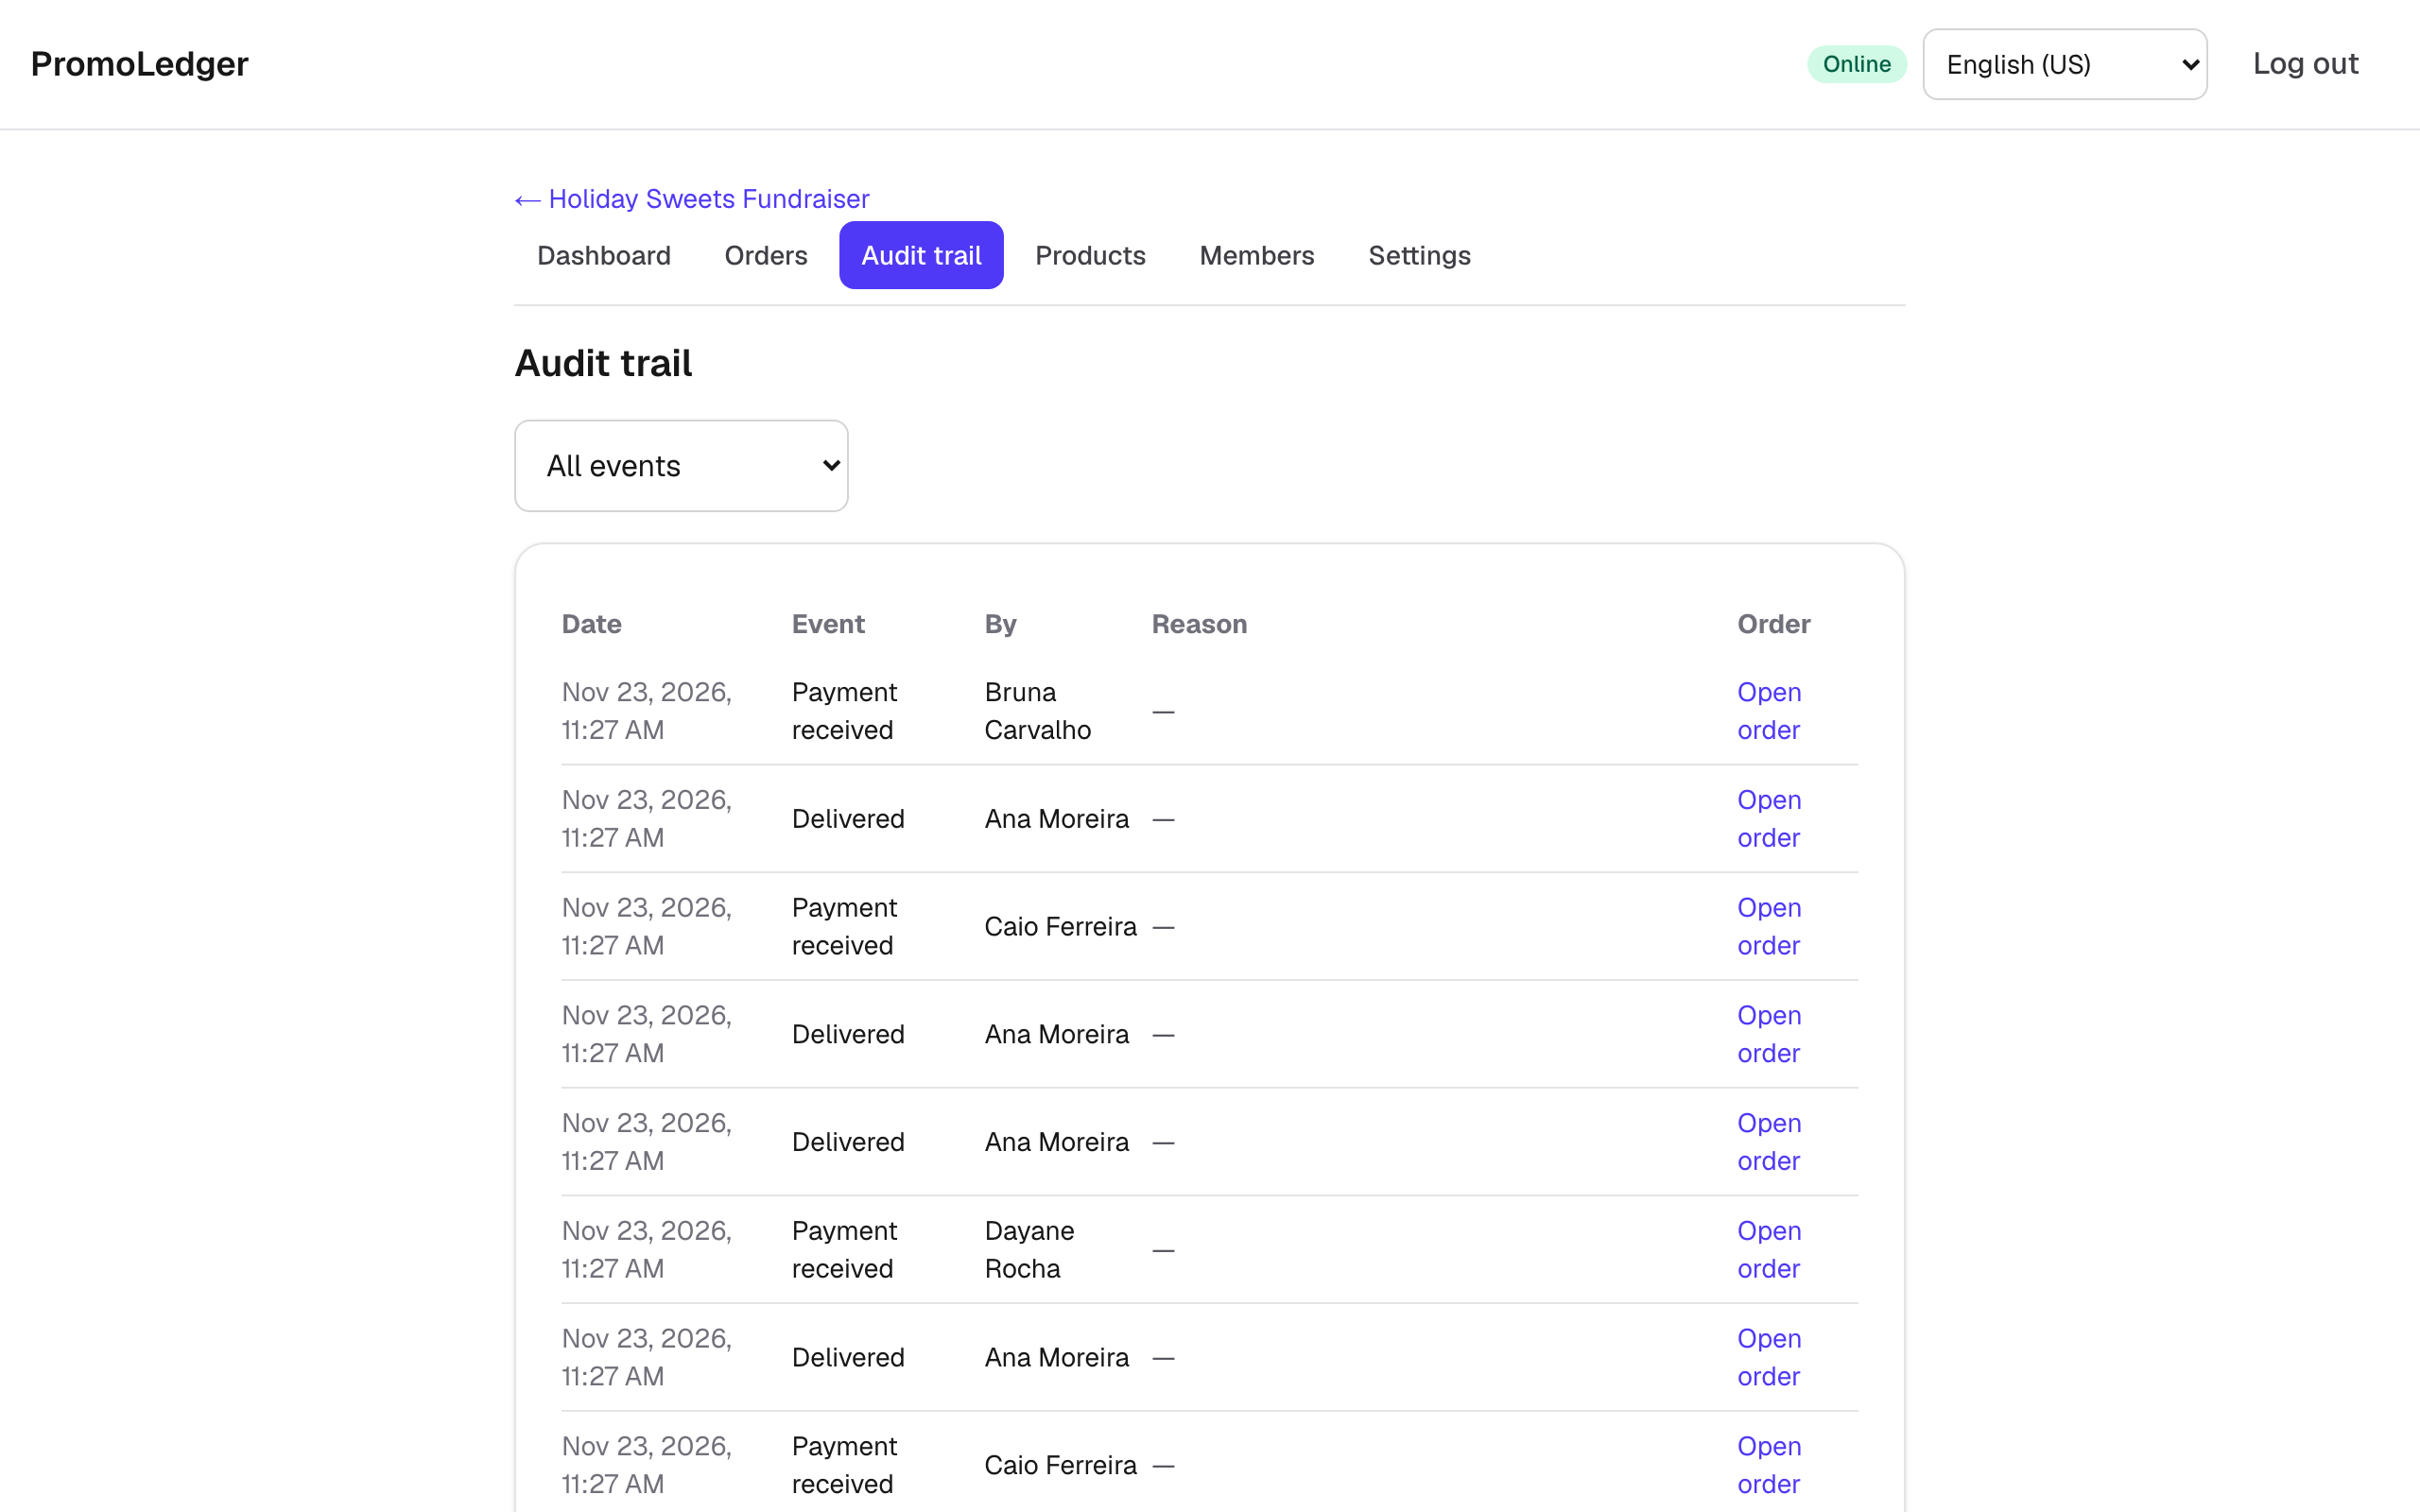 PromoLedger
Online
English (US)
Log out
← Holiday Sweets Fundraiser
Dashboard Orders Audit trail Products Members Settings
Audit trail
All events
Date Event By Reason Order
Nov 23, 2026, Payment Bruna Open
11:27 AM received Carvalho — order
Nov 23, 2026, Open
11:27 AM Delivered Ana Moreira — order
Nov 23, 2026, Payment Open
11:27 AM received Caio Ferreira — order
Nov 23, 2026, Open
11:27 AM Delivered Ana Moreira — order
Nov 23, 2026, Open
11:27 AM Delivered Ana Moreira — order
Nov 23, 2026, Payment Dayane Open
11:27 AM received Rocha — order
Nov 23, 2026, Open
11:27 AM Delivered Ana Moreira — order
Nov 23, 2026, Payment Open
11:27 AM received Caio Ferreira — order